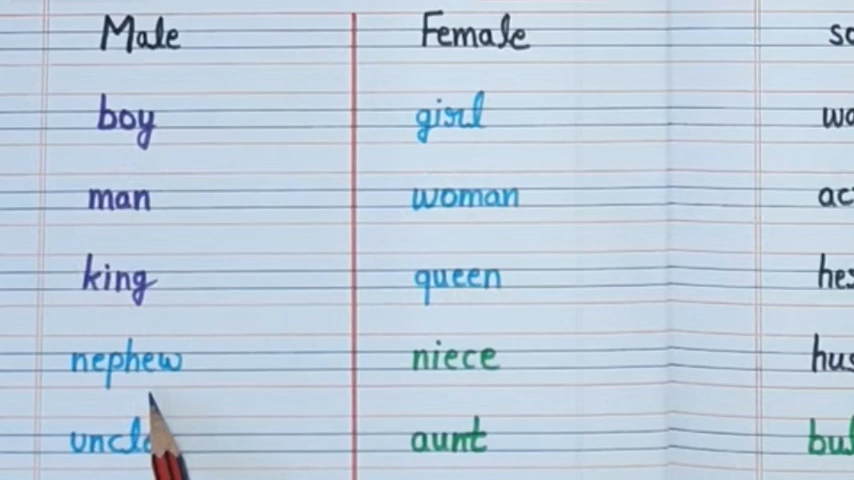 Male Female
boy girl
man woman
king queen
nephew niece
aunt